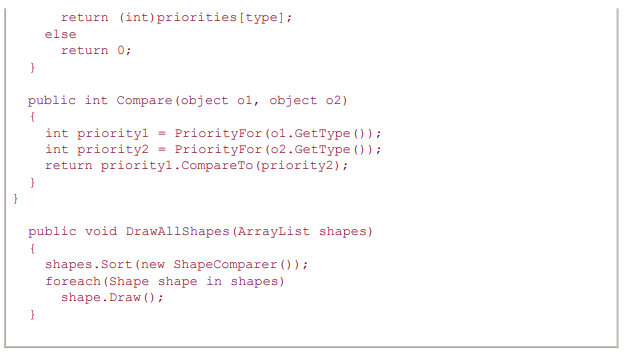 return (int)priorities[type];
    else
      return 0;
  }

  public int Compare(object o1, object o2)
  {
    int priority1 = PriorityFor(o1.GetType());
    int priority2 = PriorityFor(o2.GetType());
    return priority1.CompareTo(priority2);
  }
}

  public void DrawAllShapes(ArrayList shapes)
  {
    shapes.Sort(new ShapeComparer());
    foreach(Shape shape in shapes)
      shape.Draw();
  }